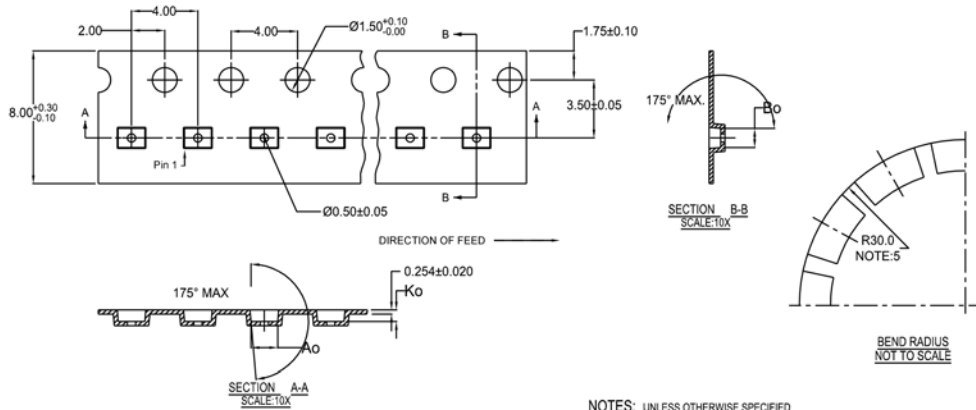 4.00
2.00
4.00
Ø1.50 +0.10 -0.00
B
1.75±0.10
8.00 +0.30 -0.10
A
A
3.50±0.05
Pin 1
Ø0.50±0.05
B
175° MAX.
Bo
SECTION B-B
SCALE:10X
R30.0
NOTE:5
DIRECTION OF FEED
0.254±0.020
175° MAX
Ko
Ao
SECTION A-A
SCALE:10X
BEND RADIUS
NOT TO SCALE
NOTES: UNLESS OTHERWISE SPECIFIED